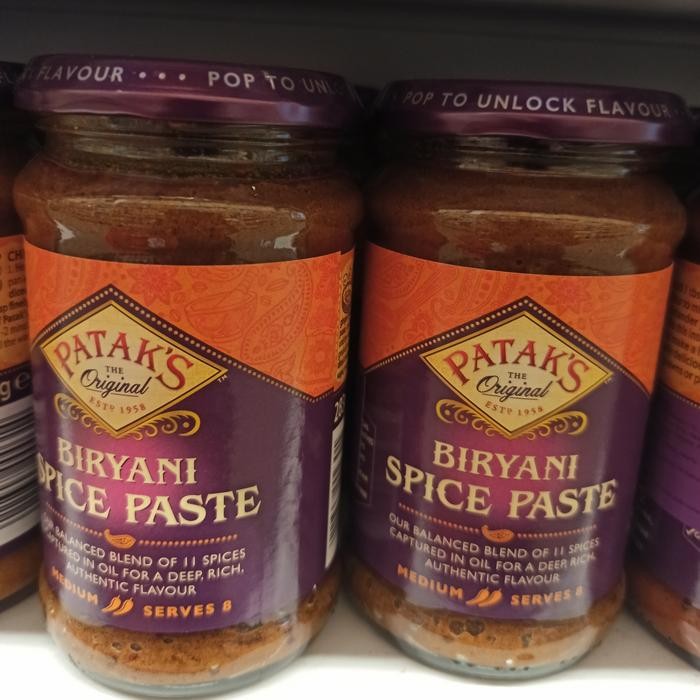 FLAVOUR • • • POP TO UNL
PATAK'S
THE
Original
ESTD 1958
BIRYANI
SPICE PASTE
OUR BALANCED BLEND OF 11 SPICES
CAPTURED IN OIL FOR A DEEP, RICH,
AUTHENTIC FLAVOUR
MEDIUM SERVES 8
POP TO UNLOCK FLAVOUR
PATAK'S
THE
Original
ESTD 1958
BIRYANI
SPICE PASTE
OUR BALANCED BLEND OF 11 SPICES
CAPTURED IN OIL FOR A DEEP, RICH,
AUTHENTIC FLAVOUR
MEDIUM SERVES 8